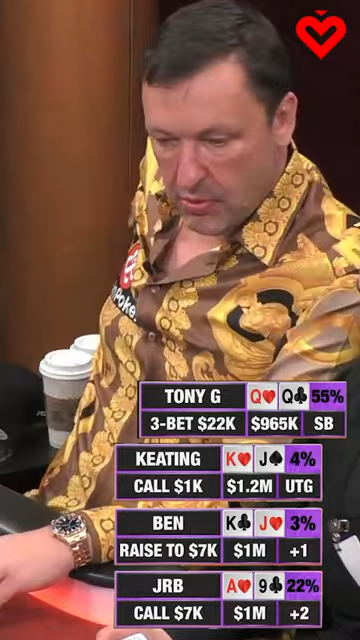 Poke.
TONY G Q♥ Q♣ 55%
3-BET $22K $965K SB
KEATING K♥ J♠ 4%
CALL $1K $1.2M UTG
BEN K♣ J♥ 3%
RAISE TO $7K $1M +1
JRB A♥ 9♣ 22%
CALL $7K $1M +2